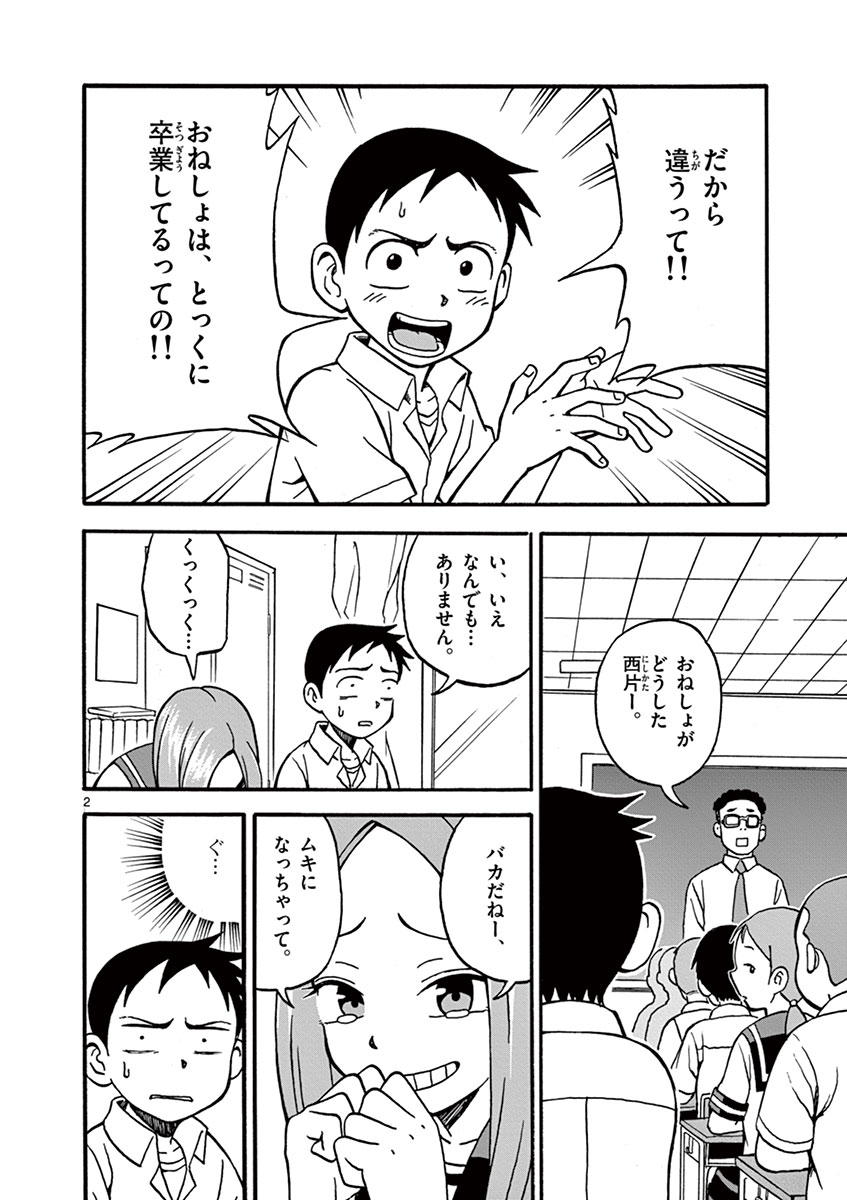 だから
違うって!!
おねしょは、とっくに
卒業してるっての!!
おねしょが
どうした
西片ー。
い、いえ
なんでも…
ありません。
くっくっく…
バカだねー、
ムキに
なっちゃって。
ぐ…
2